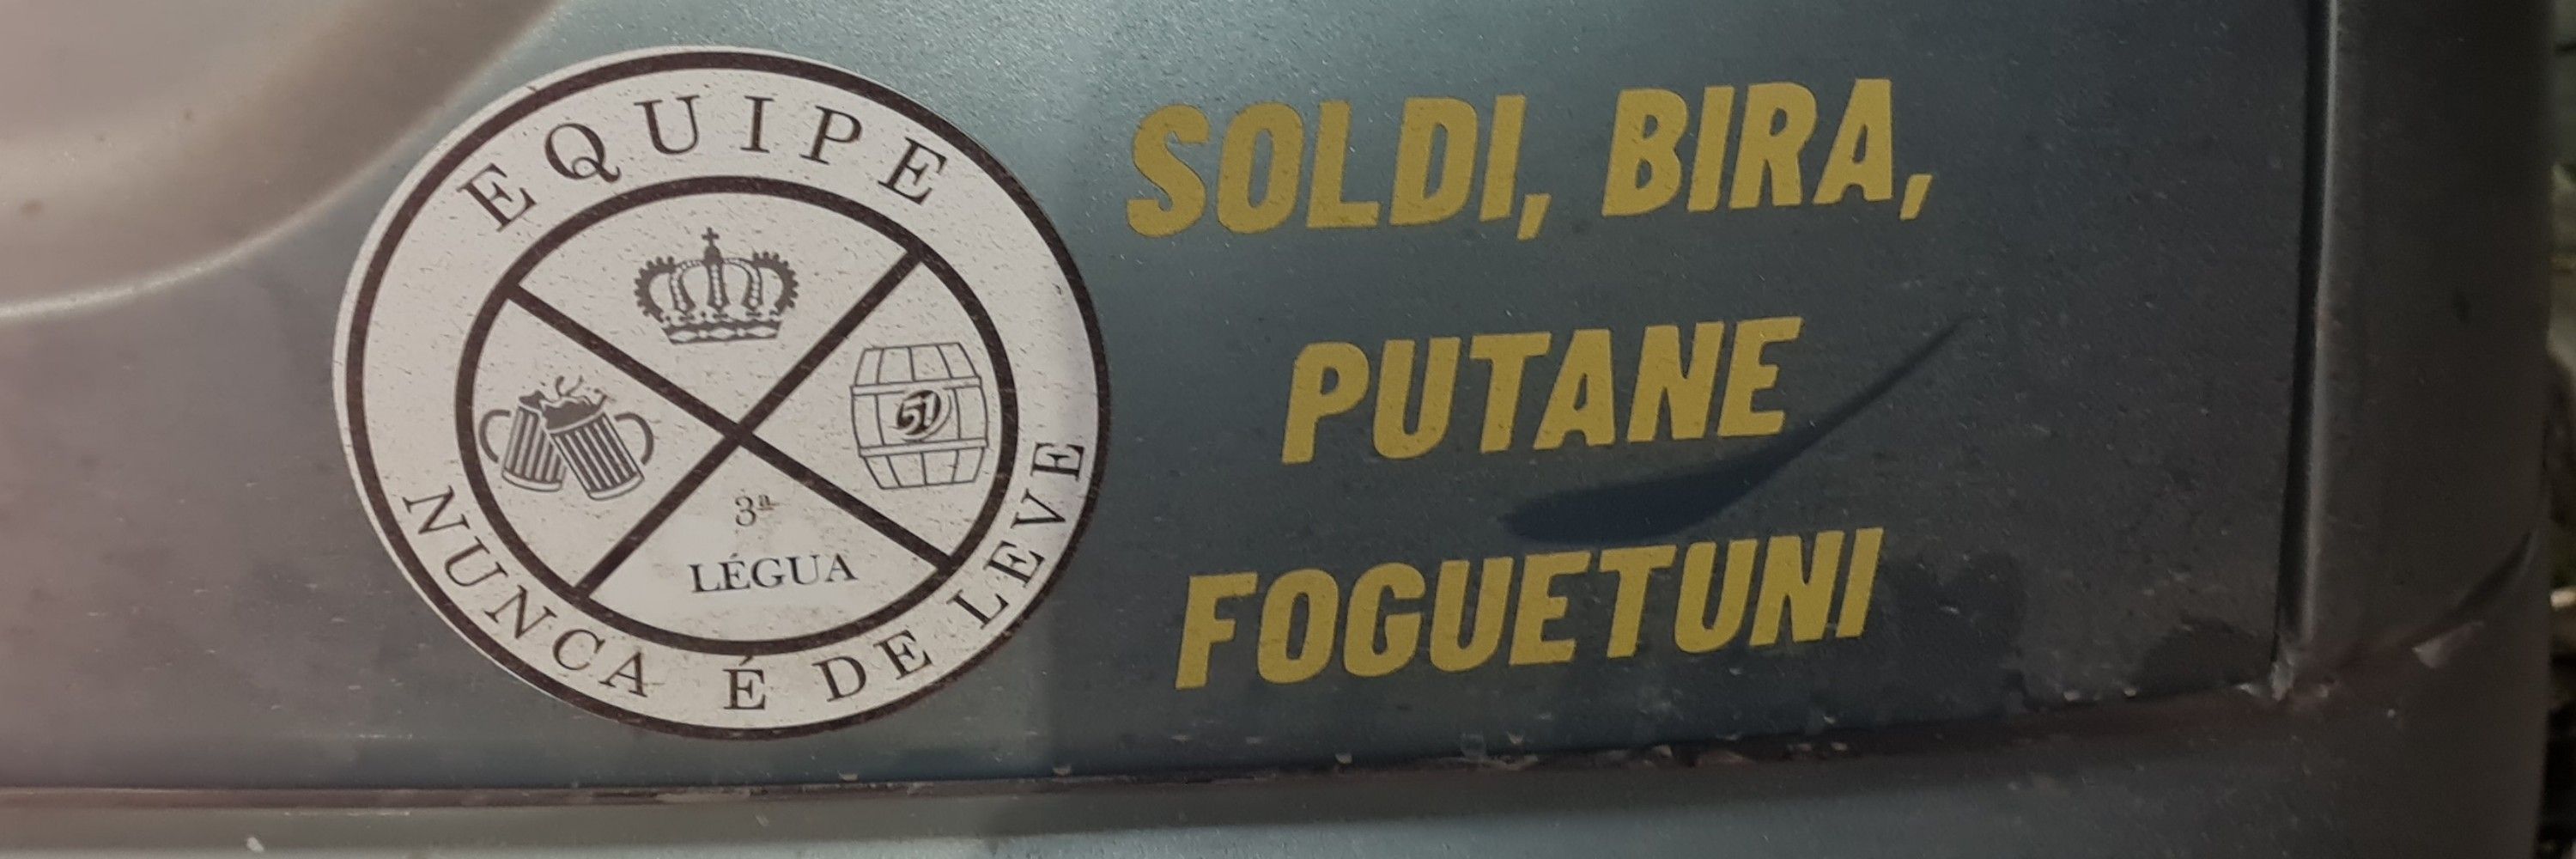 EQUIPE
51
3ª
LÉGUA
NUNCA É DE LEVE
SOLDI, BIRA,
PUTANE
FOGUETUNI